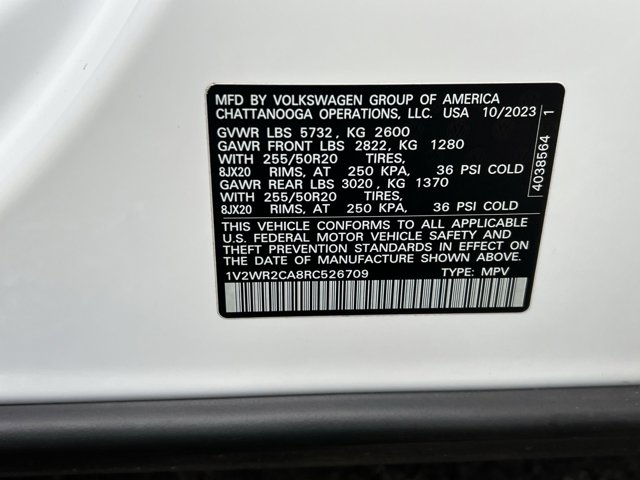 MFD BY VOLKSWAGEN GROUP OF AMERICA
CHATTANOOGA OPERATIONS, LLC. USA 10/2023
GVWR LBS 5732, KG 2600
GAWR FRONT LBS 2822, KG 1280
WITH 255/50R20 TIRES,
8JX20 RIMS, AT 250 KPA, 36 PSI COLD
GAWR REAR LBS 3020, KG 1370
WITH 255/50R20 TIRES,
8JX20 RIMS, AT 250 KPA, 36 PSI COLD
THIS VEHICLE CONFORMS TO ALL APPLICABLE
U.S. FEDERAL MOTOR VEHICLE SAFETY AND
THEFT PREVENTION STANDARDS IN EFFECT ON
THE DATE OF MANUFACTURE SHOWN ABOVE.
1V2WR2CA8RC526709 TYPE: MPV
4038564 1